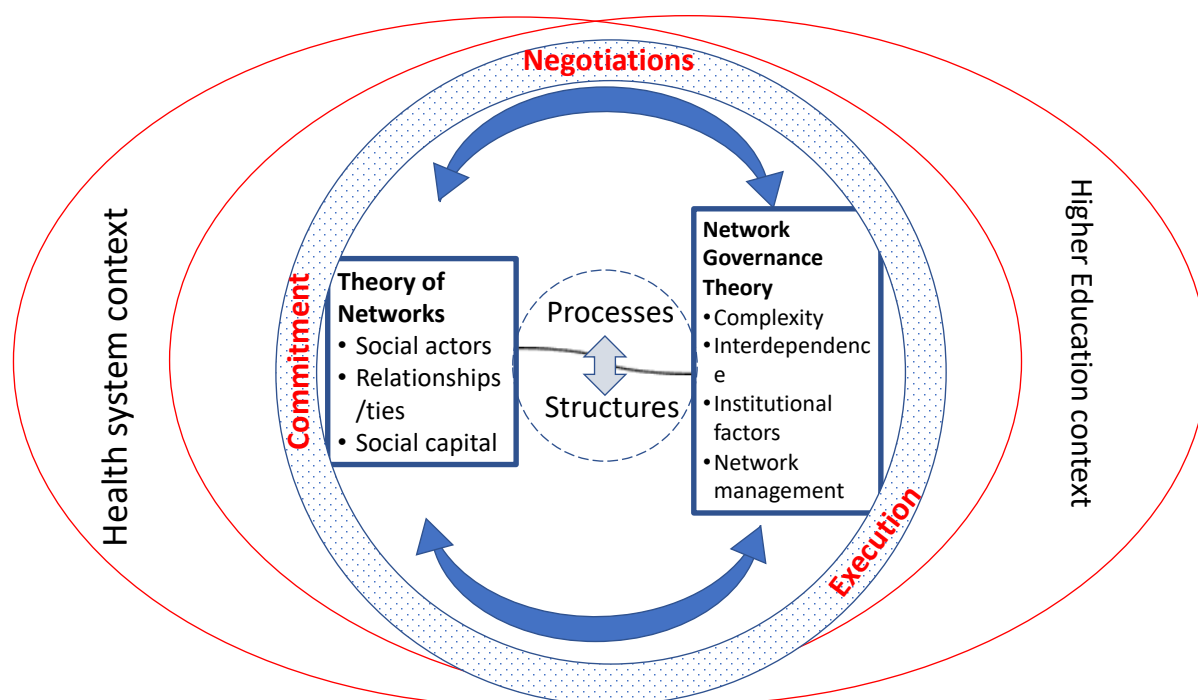 Negotiations
Health system context
Commitment
Theory of
Networks
• Social actors
• Relationships
/ties
• Social capital
Processes
Structures
Network
Governance
Theory
•Complexity
•Interdependenc
e
•Institutional
factors
•Network
management
Execution
Higher Education context